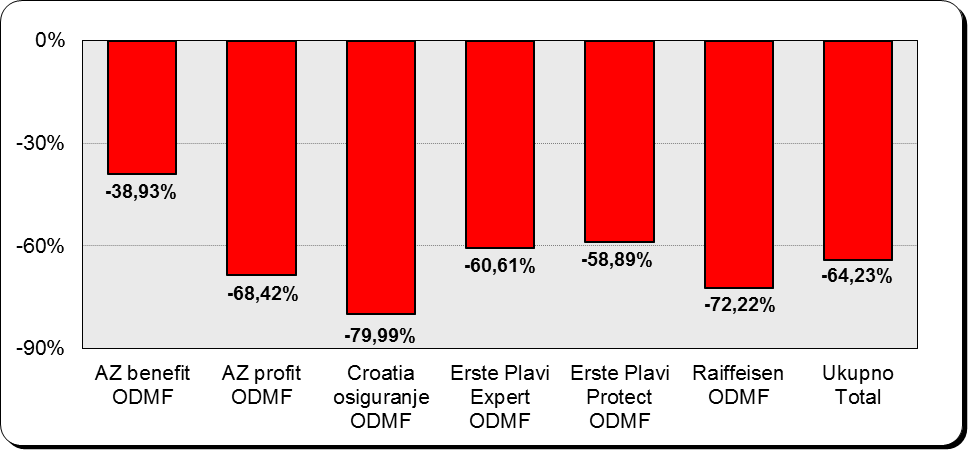 0%
-30%
-60%
-90%
-38,93%
-68,42%
-79,99%
-60,61%
-58,89%
-72,22%
-64,23%
AZ benefit
ODMF
AZ profit
ODMF
Croatia
osiguranje
ODMF
Erste Plavi
Expert
ODMF
Erste Plavi
Protect
ODMF
Raiffeisen
ODMF
Ukupno
Total